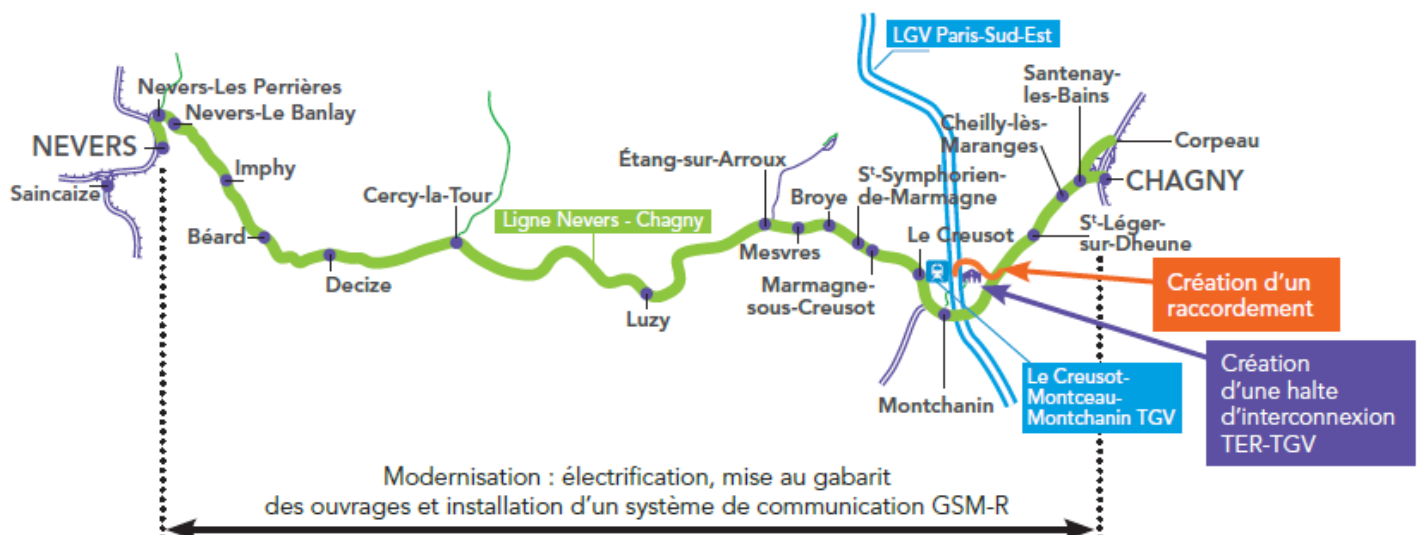 LGV Paris-Sud-Est
Nevers-Les Perrières
Nevers-Le Banlay
NEVERS
Saincaize
Imphy
Béard
Decize
Cercy-la-Tour
Ligne Nevers - Chagny
Luzy
Étang-sur-Arroux
Mesvres
Broye
Sᵗ-Symphorien-
de-Marmagne
Marmagne-
sous-Creusot
Le Creusot
Montchanin
Le Creusot-
Montceau-
Montchanin TGV
Sᵗ-Léger-
sur-Dheune
Cheilly-lès-
Maranges
Santenay-
les-Bains
Corpeau
CHAGNY
Création d'un
raccordement
Création
d'une halte
d'interconnexion
TER-TGV
Modernisation : électrification, mise au gabarit
des ouvrages et installation d'un système de communication GSM-R